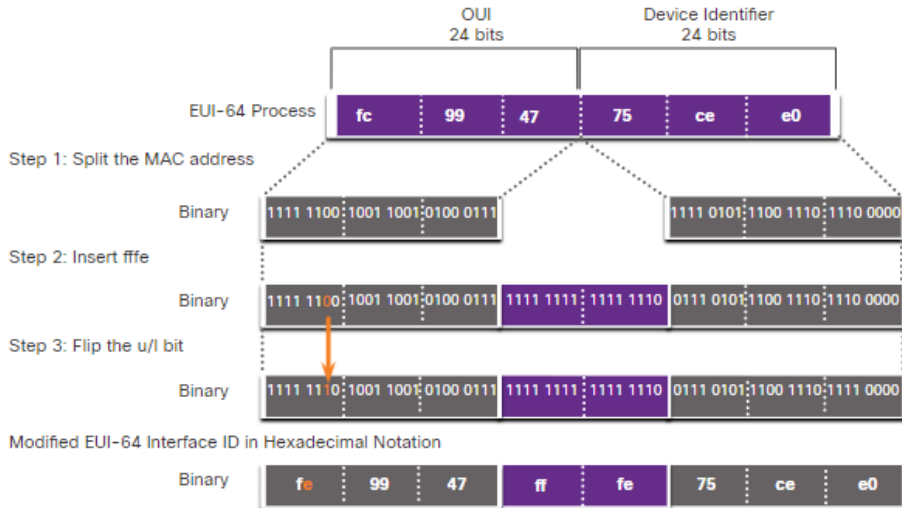 OUI Device Identifier
24 bits 24 bits
EUI-64 Process fc 99 47 75 ce e0
Step 1: Split the MAC address
Binary 1111 1100 1001 1001 0100 0111 1111 0101 1100 1110 1110 0000
Step 2: Insert fffe
Binary 1111 1100 1001 1001 0100 0111 1111 1111 1111 1110 0111 0101 1100 1110 1110 0000
Step 3: Flip the u/l bit
Binary 1111 1110 1001 1001 0100 0111 1111 1111 1111 1110 0111 0101 1100 1110 1111 0000
Modified EUI-64 Interface ID in Hexadecimal Notation
Binary fe 99 47 ff fe 75 ce e0